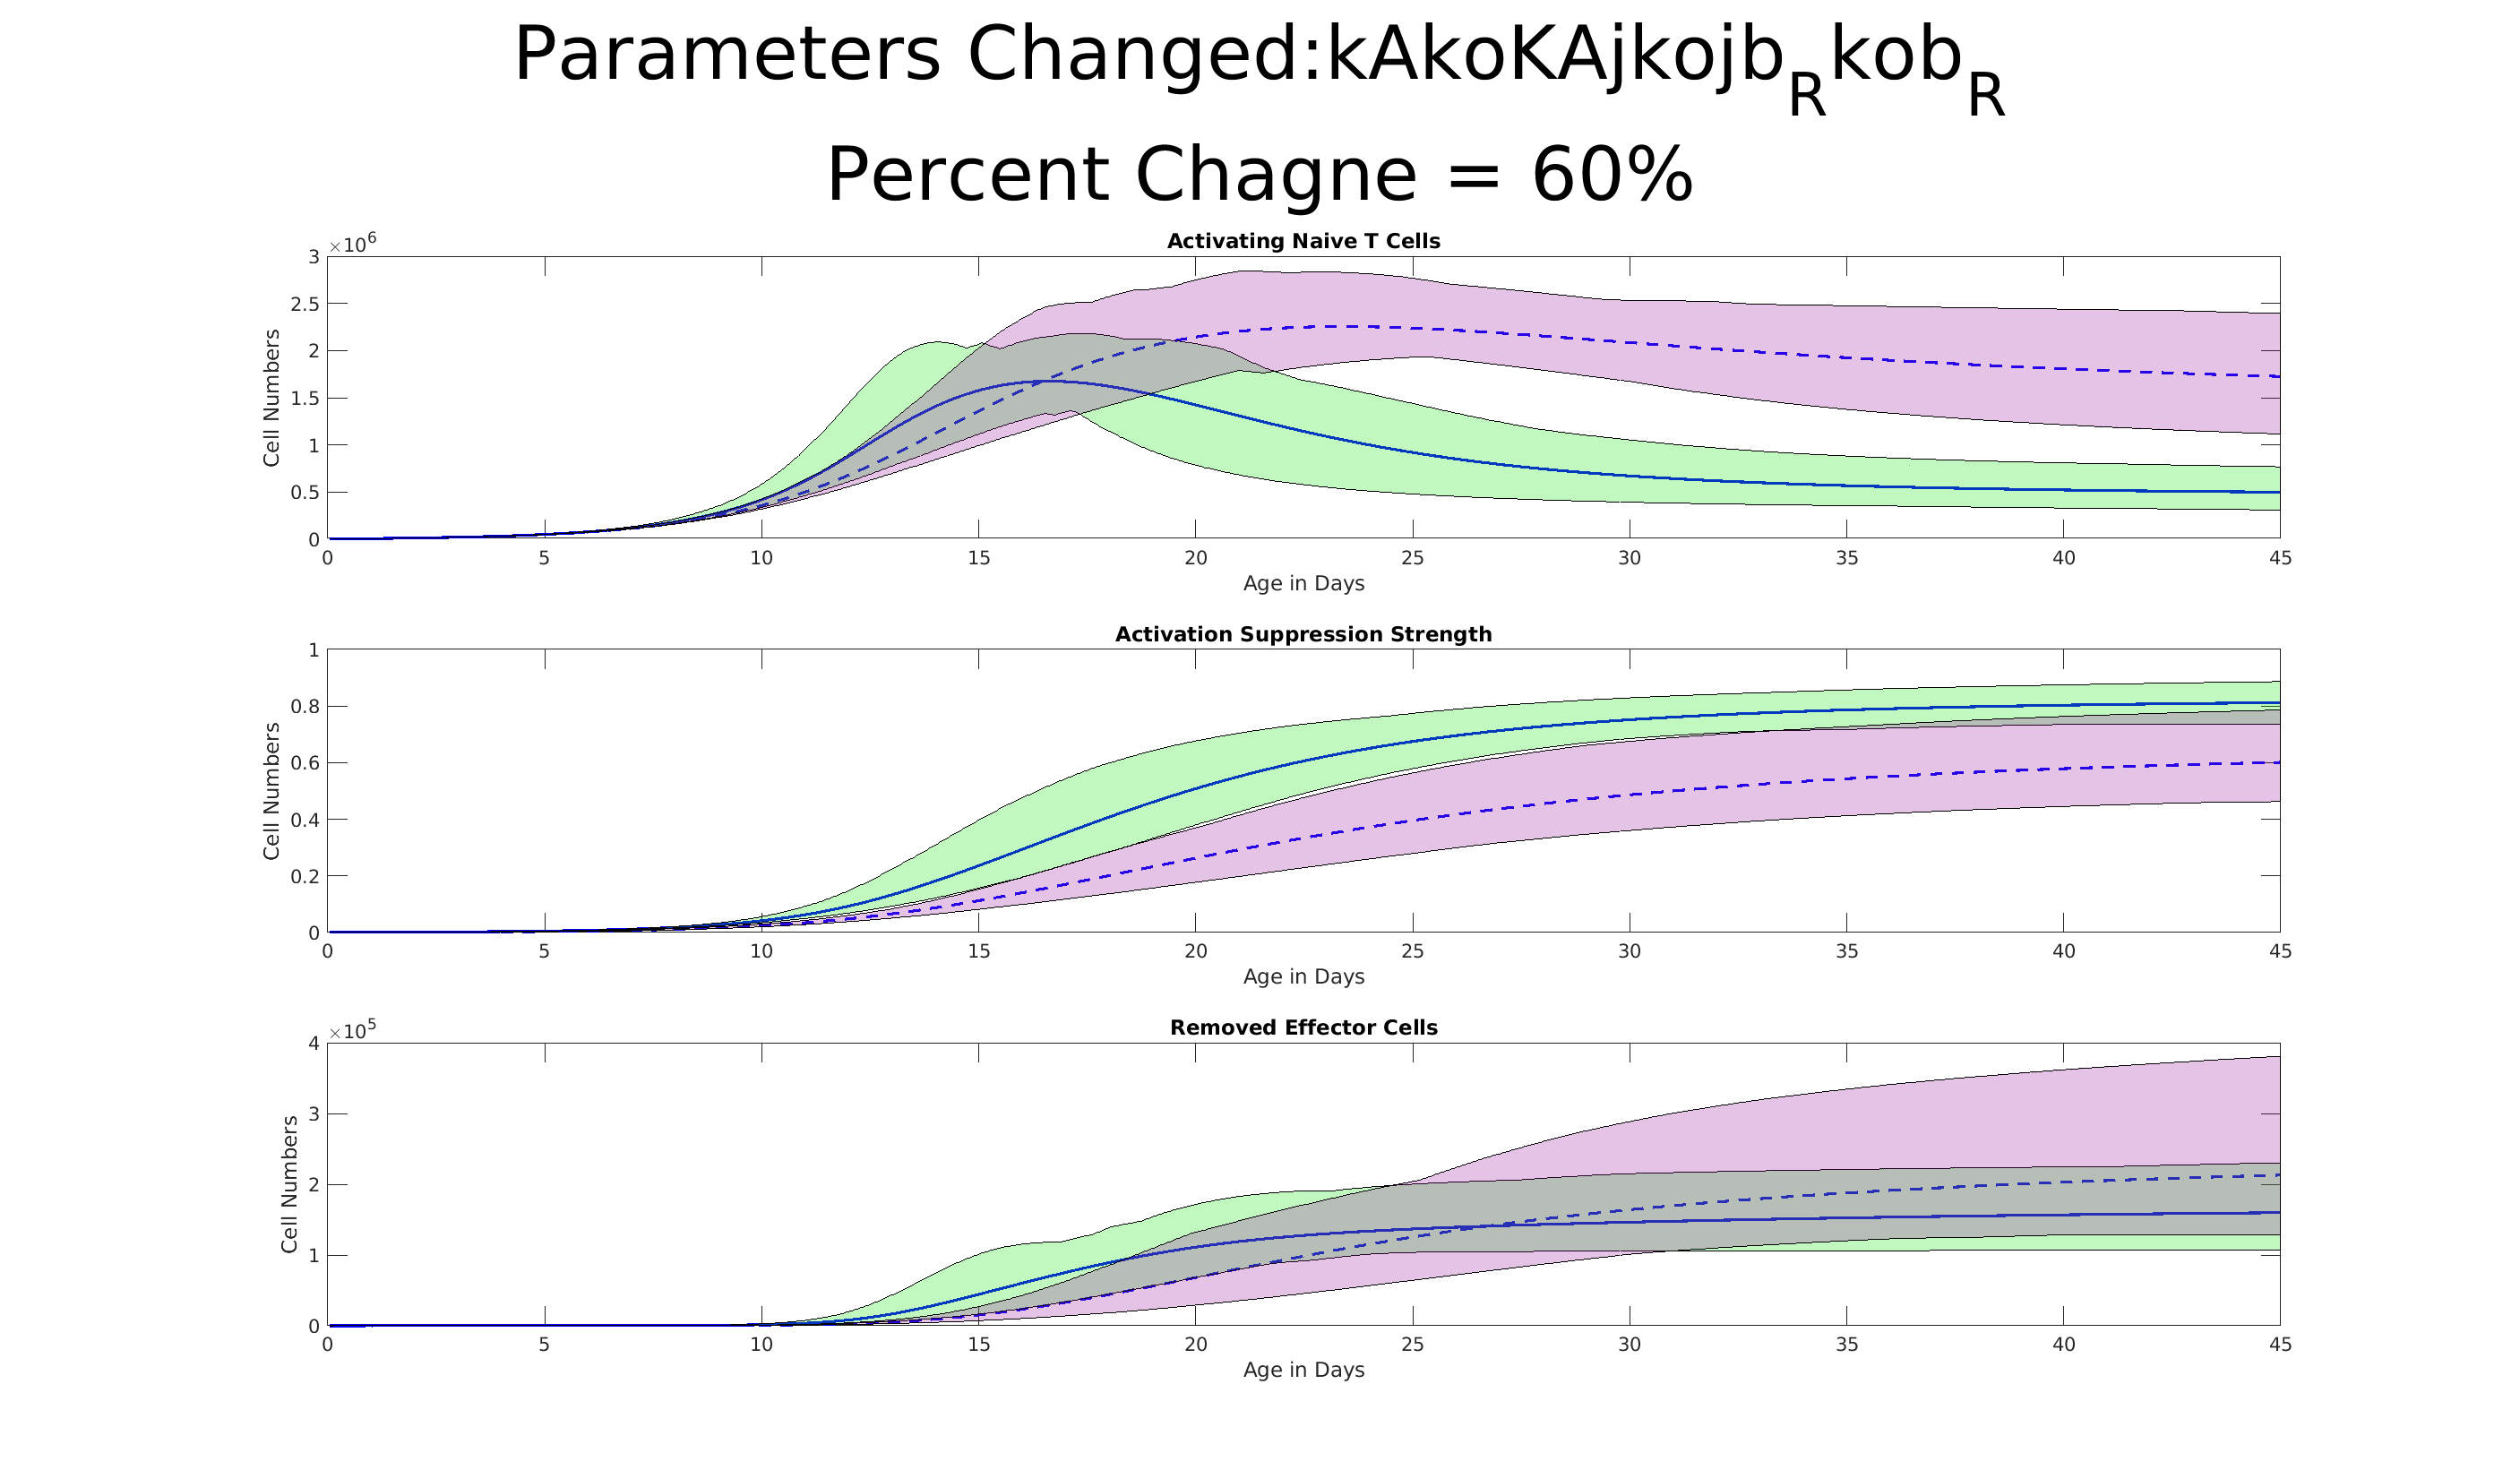 Parameters Changed:kAkoKAjkojb_Rkob_R
Percent Chagne = 60%
Activating Naive T Cells
×10^6
3
2.5
2
1.5
1
0.5
0
Cell Numbers
0 5 10 15 20 25 30 35 40 45
Age in Days
Activation Suppression Strength
1
0.8
0.6
0.4
0.2
0
Cell Numbers
0 5 10 15 20 25 30 35 40 45
Age in Days
Removed Effector Cells
×10^5
4
3
2
1
0
Cell Numbers
0 5 10 15 20 25 30 35 40 45
Age in Days